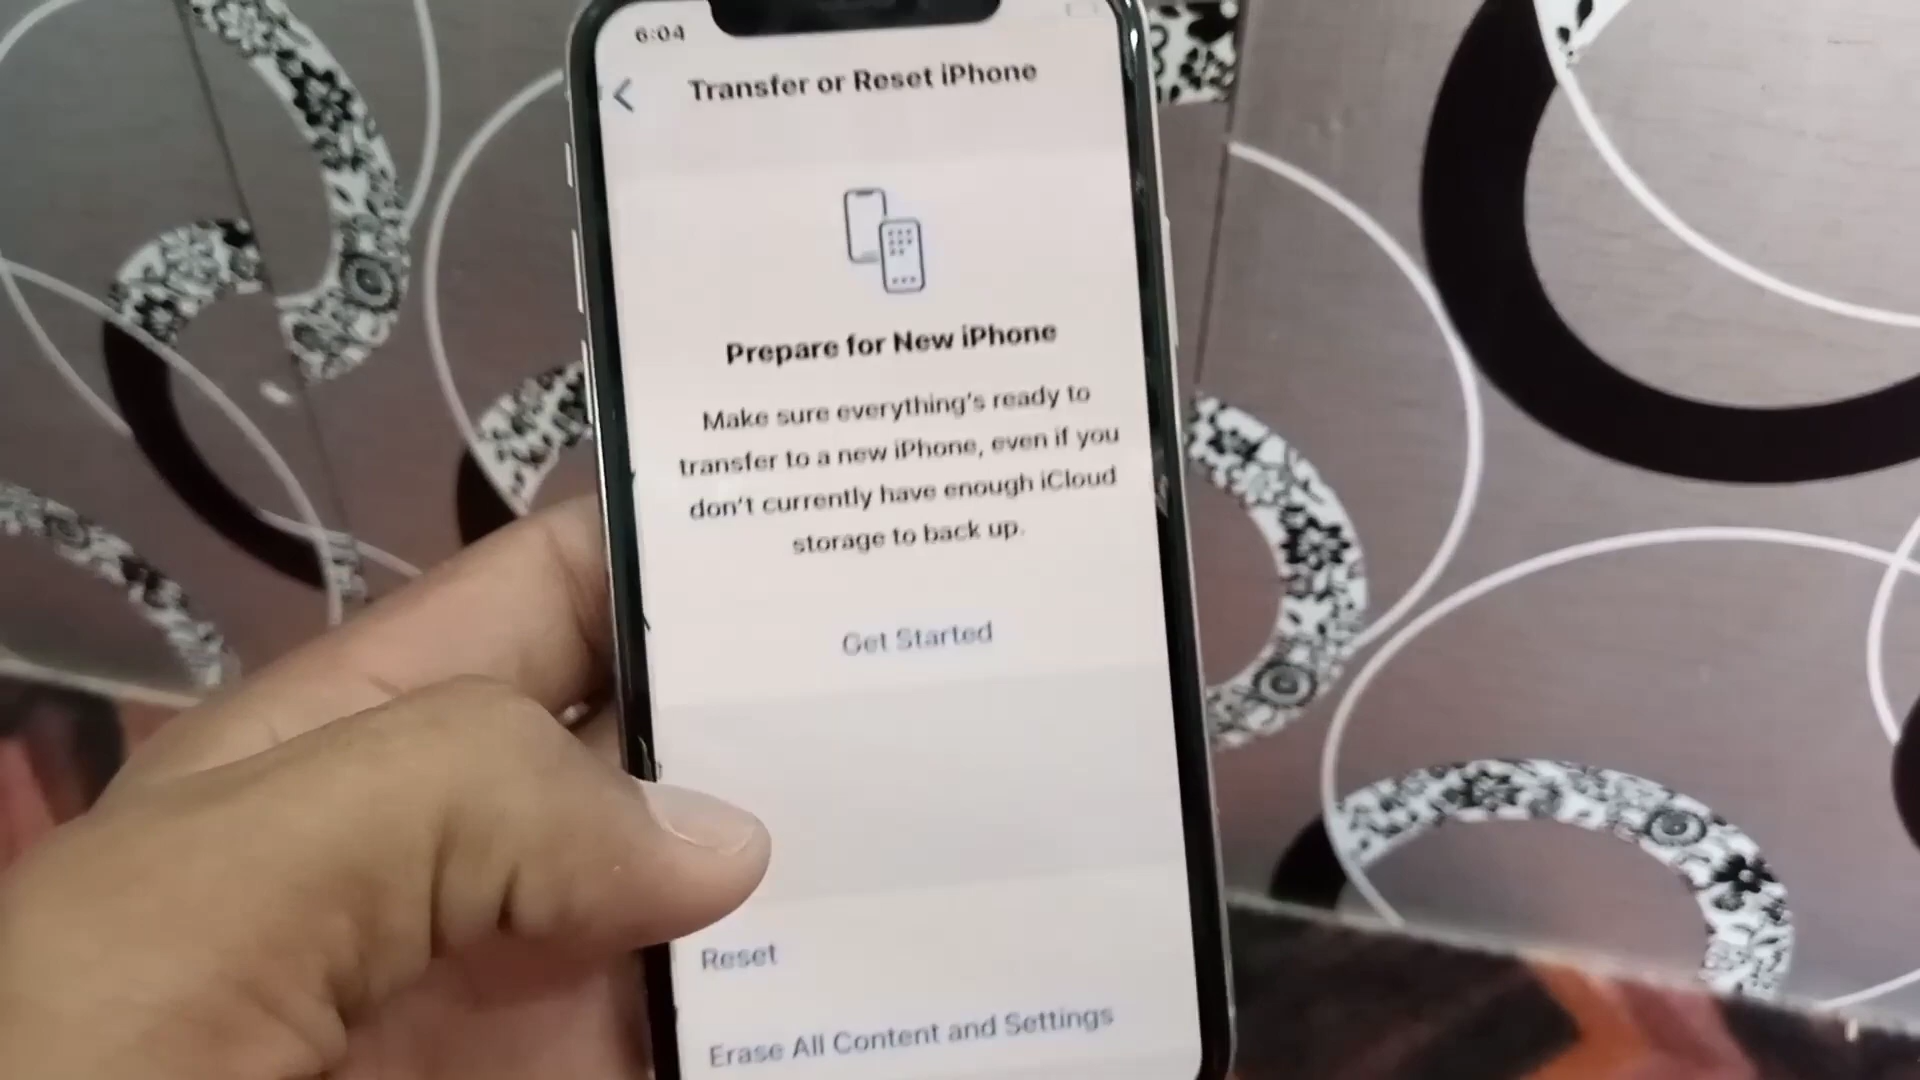 6:04
Transfer or Reset iPhone
Prepare for New iPhone
Make sure everything's ready to
transfer to a new iPhone, even if you
don't currently have enough iCloud
storage to back up.
Get Started
Reset
Erase All Content and Settings